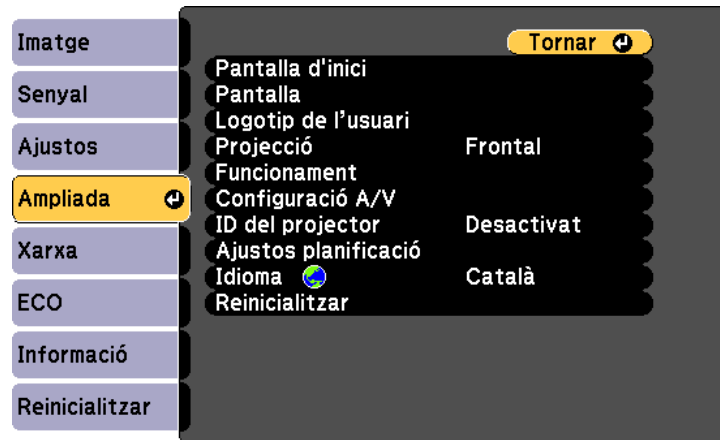 Imatge
Senyal
Ajustos
Ampliada
Xarxa
ECO
Informació
Reinicialitzar
Tornar
Pantalla d'inici
Pantalla
Logotip de l’usuari
Projecció Frontal
Funcionament
Configuració A/V
ID del projector Desactivat
Ajustos planificació
Idioma Català
Reinicialitzar